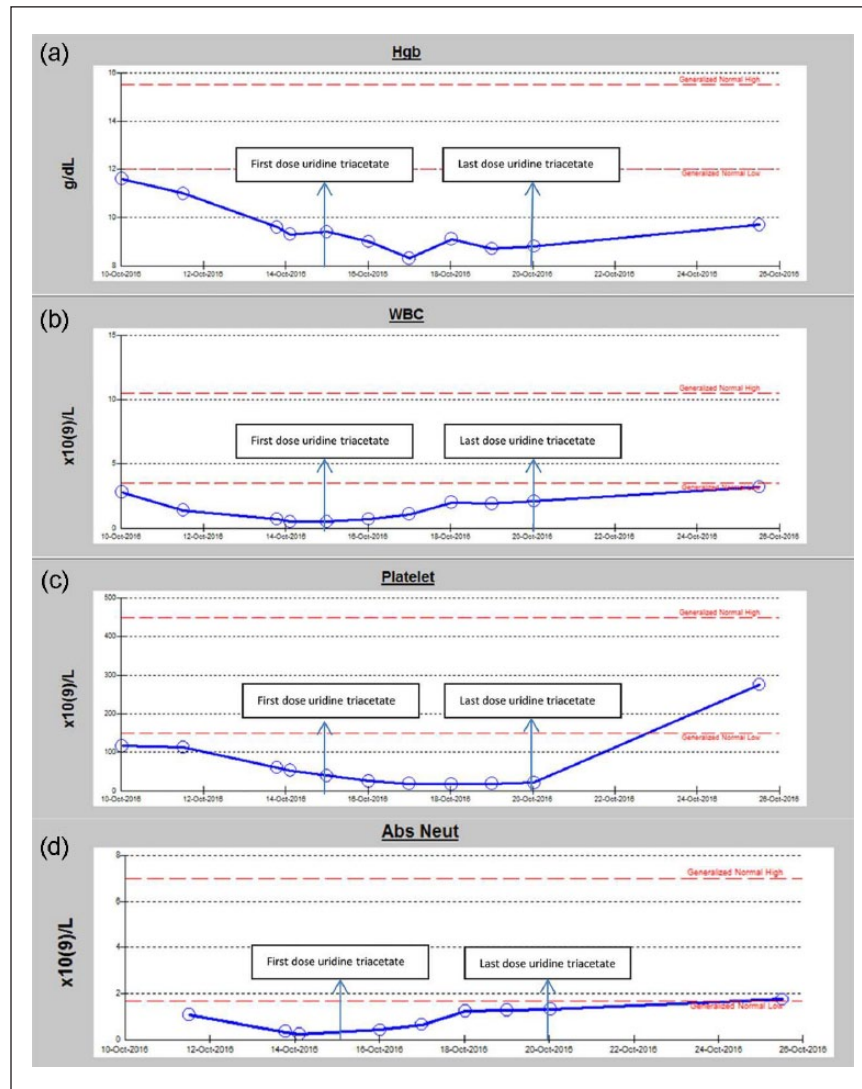 (a)
Hgb
g/dL
16
14
12
10
8
Generalized Normal High
Generalized Normal Low
First dose uridine triacetate
Last dose uridine triacetate
10-Oct-2016
12-Oct-2016
14-Oct-2016
16-Oct-2016
18-Oct-2016
20-Oct-2016
22-Oct-2016
24-Oct-2016
26-Oct-2016
(b)
WBC
x10(9)/L
15
10
5
0
Generalized Normal High
Generalized Normal Low
First dose uridine triacetate
Last dose uridine triacetate
10-Oct-2016
12-Oct-2016
14-Oct-2016
16-Oct-2016
18-Oct-2016
20-Oct-2016
22-Oct-2016
24-Oct-2016
26-Oct-2016
(c)
Platelet
x10(9)/L
500
400
300
200
100
0
Generalized Normal High
Generalized Normal Low
First dose uridine triacetate
Last dose uridine triacetate
10-Oct-2016
12-Oct-2016
14-Oct-2016
16-Oct-2016
18-Oct-2016
20-Oct-2016
22-Oct-2016
24-Oct-2016
26-Oct-2016
(d)
Abs Neut
x10(9)/L
8
6
4
2
0
Generalized Normal High
Generalized Normal Low
First dose uridine triacetate
Last dose uridine triacetate
10-Oct-2016
12-Oct-2016
14-Oct-2016
16-Oct-2016
18-Oct-2016
20-Oct-2016
22-Oct-2016
24-Oct-2016
26-Oct-2016